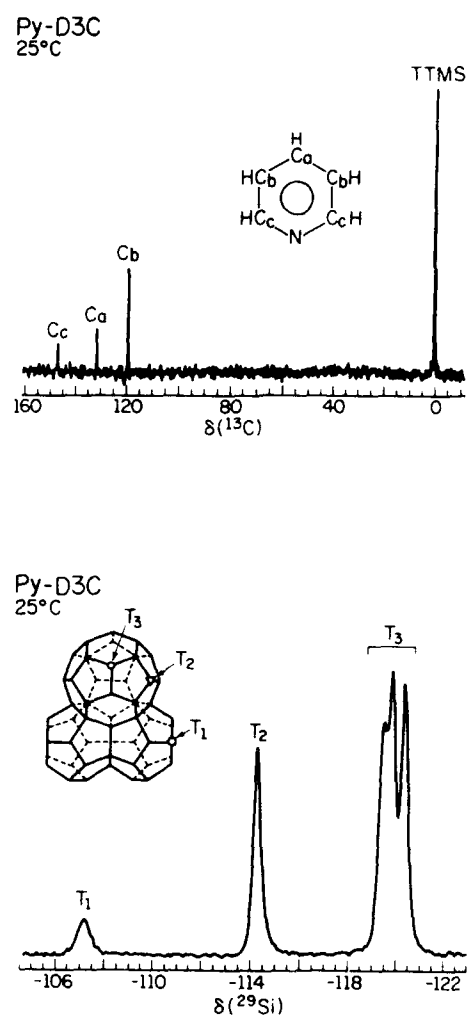 Py-D3C
25°C
TTMS
H
Ca
HCb CbH
HCc CcH
N
Cb
Ca
Cc
160 120 80 40 0
δ(¹³C)
Py-D3C
25°C
T₃
T₂
T₁
T₃
T₂
T₁
-106 -110 -114 -118 -122
δ(²⁹Si)